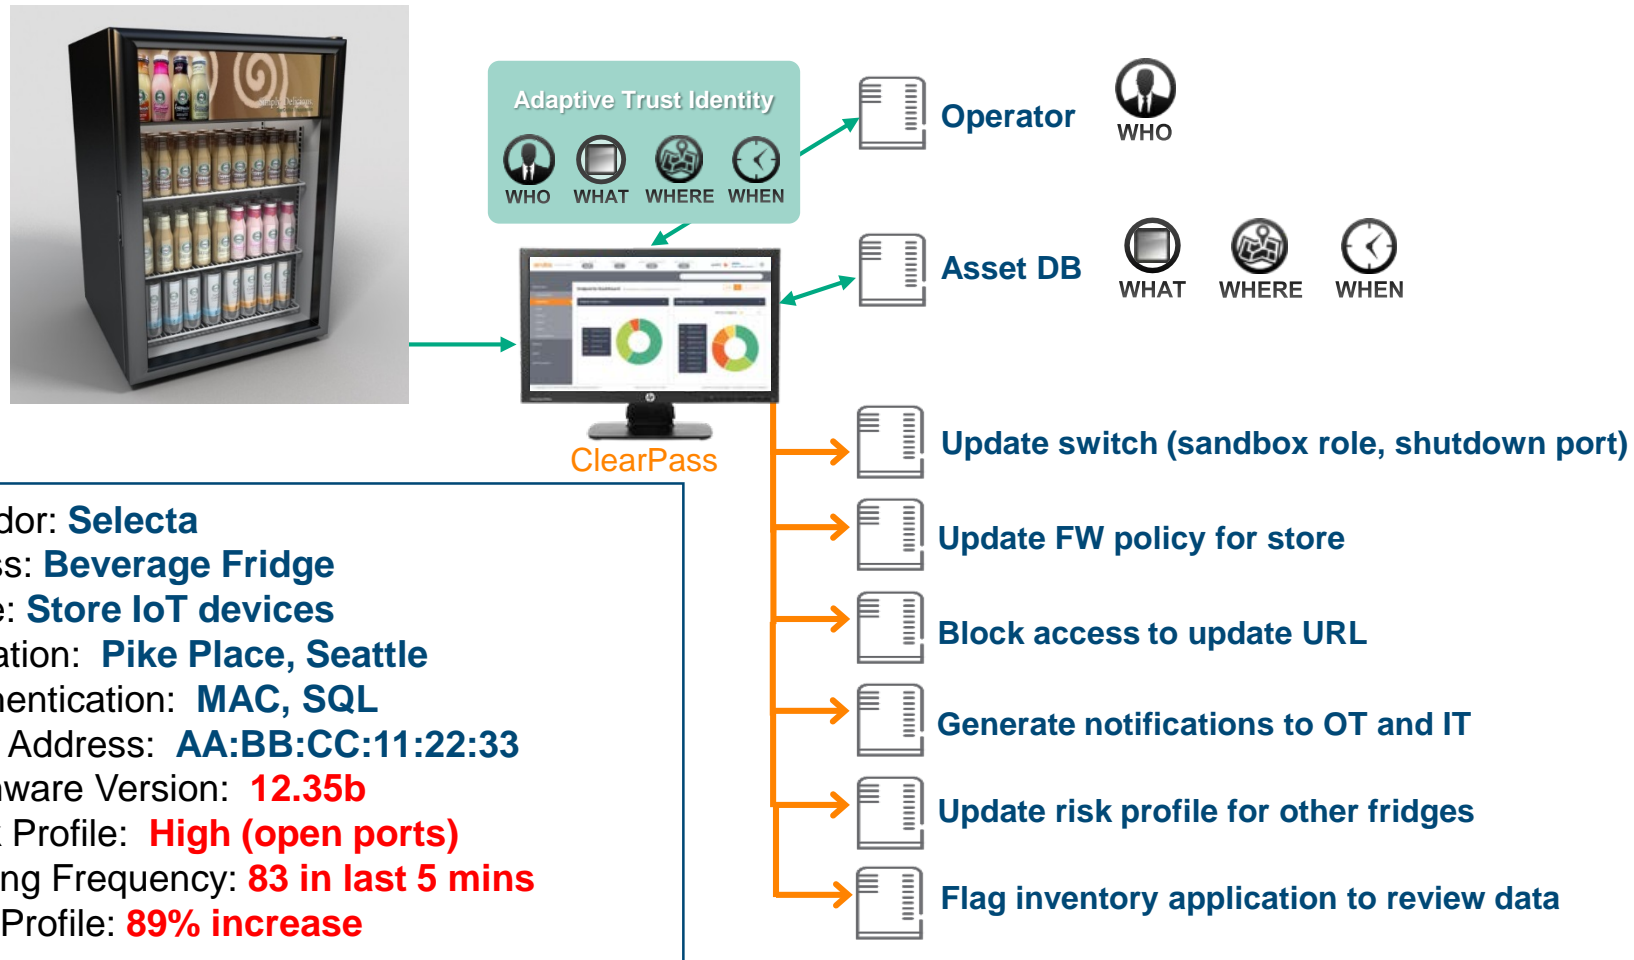 Adaptive Trust Identity
WHO WHAT WHERE WHEN
Operator
WHO
Asset DB
WHAT WHERE WHEN
ClearPass
Update switch (sandbox role, shutdown port)
Update FW policy for store
Block access to update URL
Generate notifications to OT and IT
Update risk profile for other fridges
Flag inventory application to review data
dor: Selecta
ss: Beverage Fridge
e: Store IoT devices
ation: Pike Place, Seattle
nentication: MAC, SQL
Address: AA:BB:CC:11:22:33
nware Version: 12.35b
Profile: High (open ports)
ng Frequency: 83 in last 5 mins
Profile: 89% increase